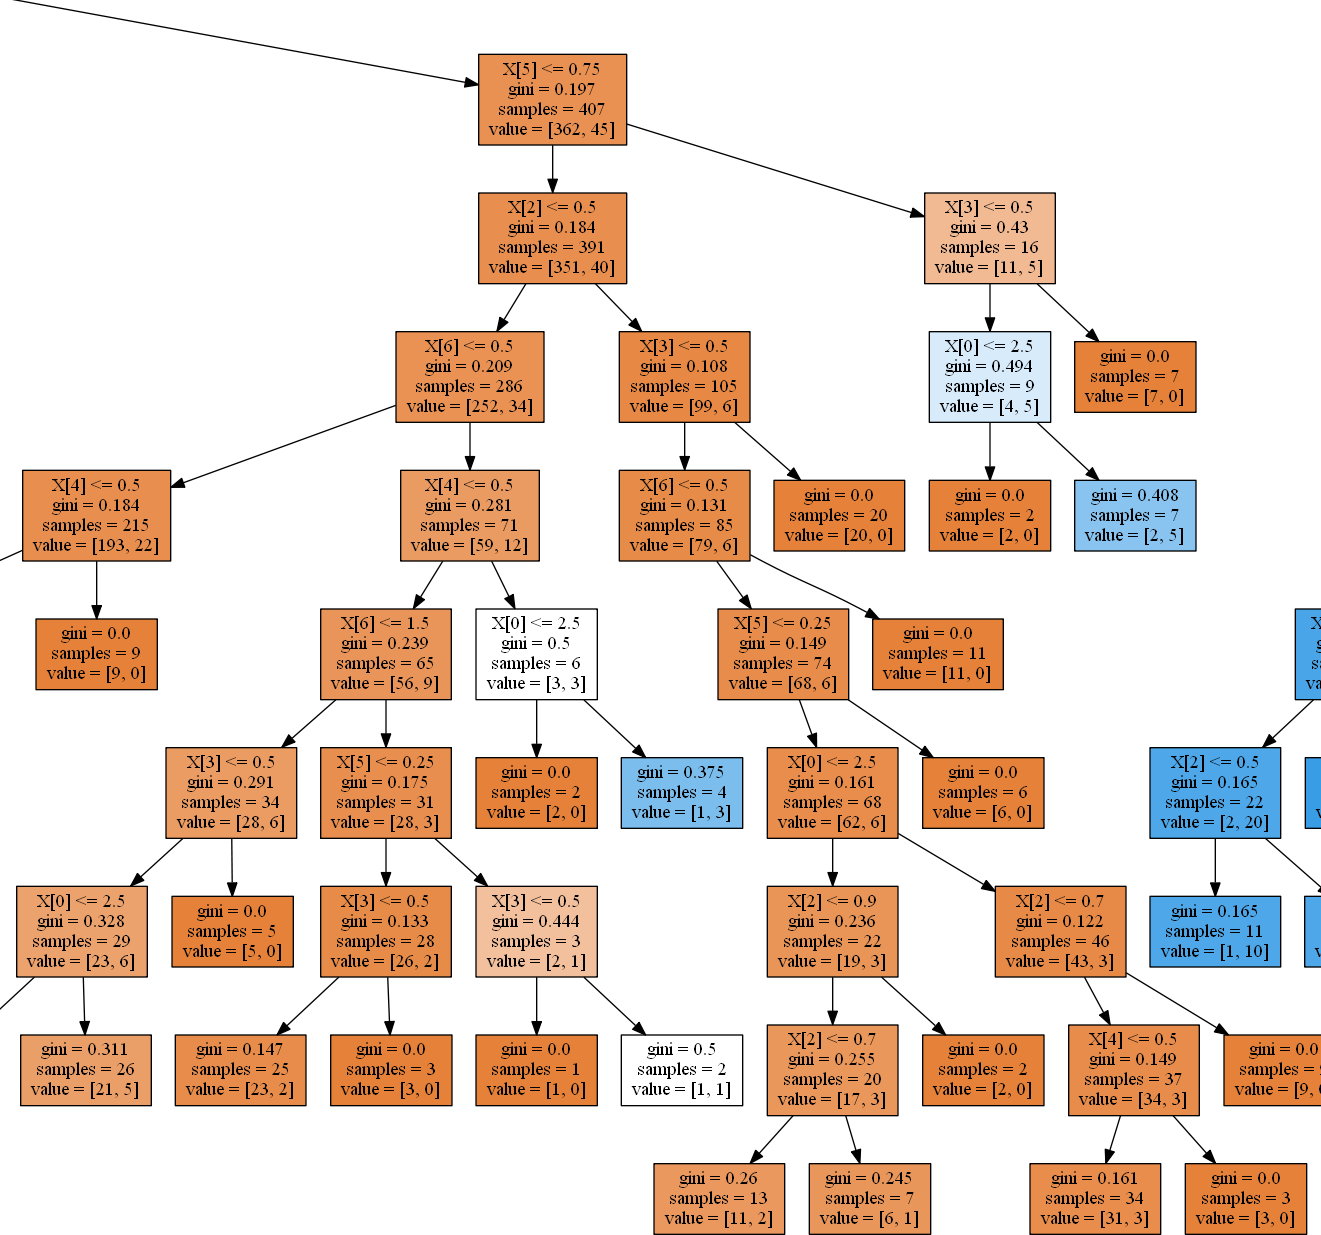 X[5] <= 0.75
gini = 0.197
samples = 407
value = [362, 45]
X[2] <= 0.5
gini = 0.184
samples = 391
value = [351, 40]
X[3] <= 0.5
gini = 0.43
samples = 16
value = [11, 5]
X[6] <= 0.5
gini = 0.209
samples = 286
value = [252, 34]
X[3] <= 0.5
gini = 0.108
samples = 105
value = [99, 6]
X[0] <= 2.5
gini = 0.494
samples = 9
value = [4, 5]
gini = 0.0
samples = 7
value = [7, 0]
X[4] <= 0.5
gini = 0.184
samples = 215
value = [193, 22]
X[4] <= 0.5
gini = 0.281
samples = 71
value = [59, 12]
X[6] <= 0.5
gini = 0.131
samples = 85
value = [79, 6]
gini = 0.0
samples = 20
value = [20, 0]
gini = 0.0
samples = 2
value = [2, 0]
gini = 0.408
samples = 7
value = [2, 5]
gini = 0.0
samples = 9
value = [9, 0]
X[6] <= 1.5
gini = 0.239
samples = 65
value = [56, 9]
X[0] <= 2.5
gini = 0.5
samples = 6
value = [3, 3]
X[5] <= 0.25
gini = 0.149
samples = 74
value = [68, 6]
gini = 0.0
samples = 11
value = [11, 0]
X[3] <= 0.5
gini = 0.291
samples = 34
value = [28, 6]
X[5] <= 0.25
gini = 0.175
samples = 31
value = [28, 3]
gini = 0.0
samples = 2
value = [2, 0]
gini = 0.375
samples = 4
value = [1, 3]
X[0] <= 2.5
gini = 0.161
samples = 68
value = [62, 6]
gini = 0.0
samples = 6
value = [6, 0]
X[2] <= 0.5
gini = 0.165
samples = 22
value = [2, 20]
X[0] <= 2.5
gini = 0.328
samples = 29
value = [23, 6]
gini = 0.0
samples = 5
value = [5, 0]
X[3] <= 0.5
gini = 0.133
samples = 28
value = [26, 2]
X[3] <= 0.5
gini = 0.444
samples = 3
value = [2, 1]
X[2] <= 0.9
gini = 0.236
samples = 22
value = [19, 3]
X[2] <= 0.7
gini = 0.122
samples = 46
value = [43, 3]
gini = 0.165
samples = 11
value = [1, 10]
gini = 0.311
samples = 26
value = [21, 5]
gini = 0.147
samples = 25
value = [23, 2]
gini = 0.0
samples = 3
value = [3, 0]
gini = 0.0
samples = 1
value = [1, 0]
gini = 0.5
samples = 2
value = [1, 1]
X[2] <= 0.7
gini = 0.255
samples = 20
value = [17, 3]
gini = 0.0
samples = 2
value = [2, 0]
X[4] <= 0.5
gini = 0.149
samples = 37
value = [34, 3]
gini = 0.0
samples =
value = [9,
gini = 0.26
samples = 13
value = [11, 2]
gini = 0.245
samples = 7
value = [6, 1]
gini = 0.161
samples = 34
value = [31, 3]
gini = 0.0
samples = 3
value = [3, 0]